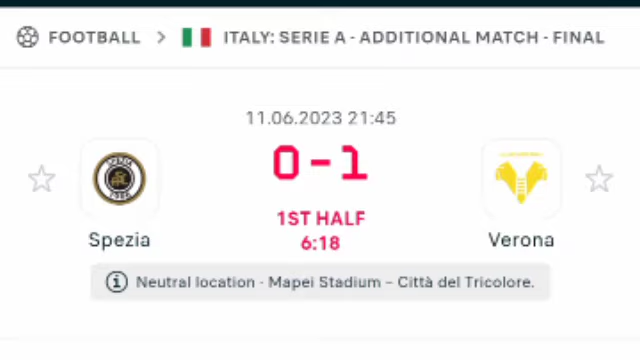 FOOTBALL > ITALY: SERIE A - ADDITIONAL MATCH - FINAL
11.06.2023 21:45
0-1
1ST HALF
6:18
Spezia
Verona
Neutral location · Mapei Stadium – Città del Tricolore.